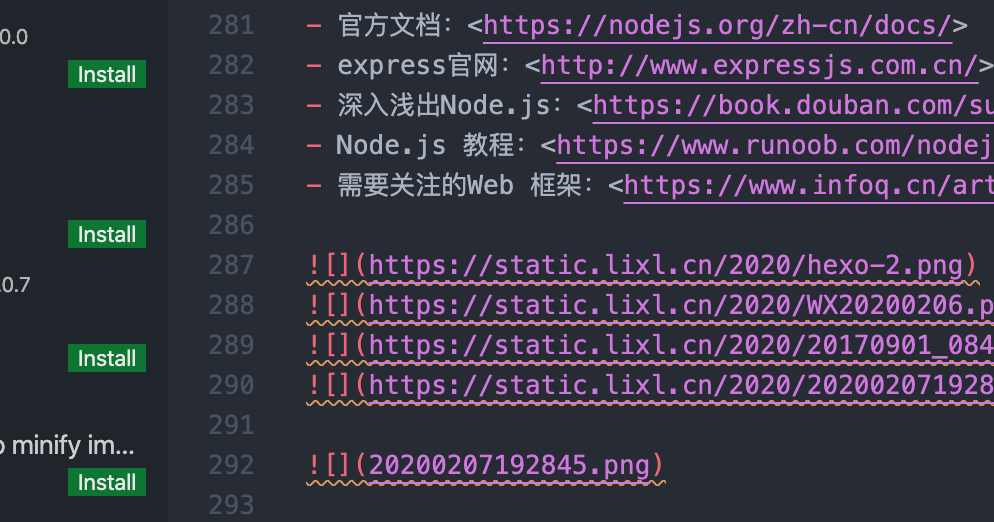 0.0
Install
Install
.0.7
Install
o minify im...
Install
281 - 官方文档：<https://nodejs.org/zh-cn/docs/>
282 - express官网：<http://www.expressjs.com.cn/>
283 - 深入浅出Node.js：<https://book.douban.com/su
284 - Node.js 教程：<https://www.runoob.com/nodej
285 - 需要关注的Web 框架：<https://www.infoq.cn/art
286
287 ![](https://static.lixl.cn/2020/hexo-2.png)
288 ![](https://static.lixl.cn/2020/WX20200206.p
289 ![](https://static.lixl.cn/2020/20170901_084
290 ![](https://static.lixl.cn/2020/202002071928
291
292 ![](20200207192845.png)
293